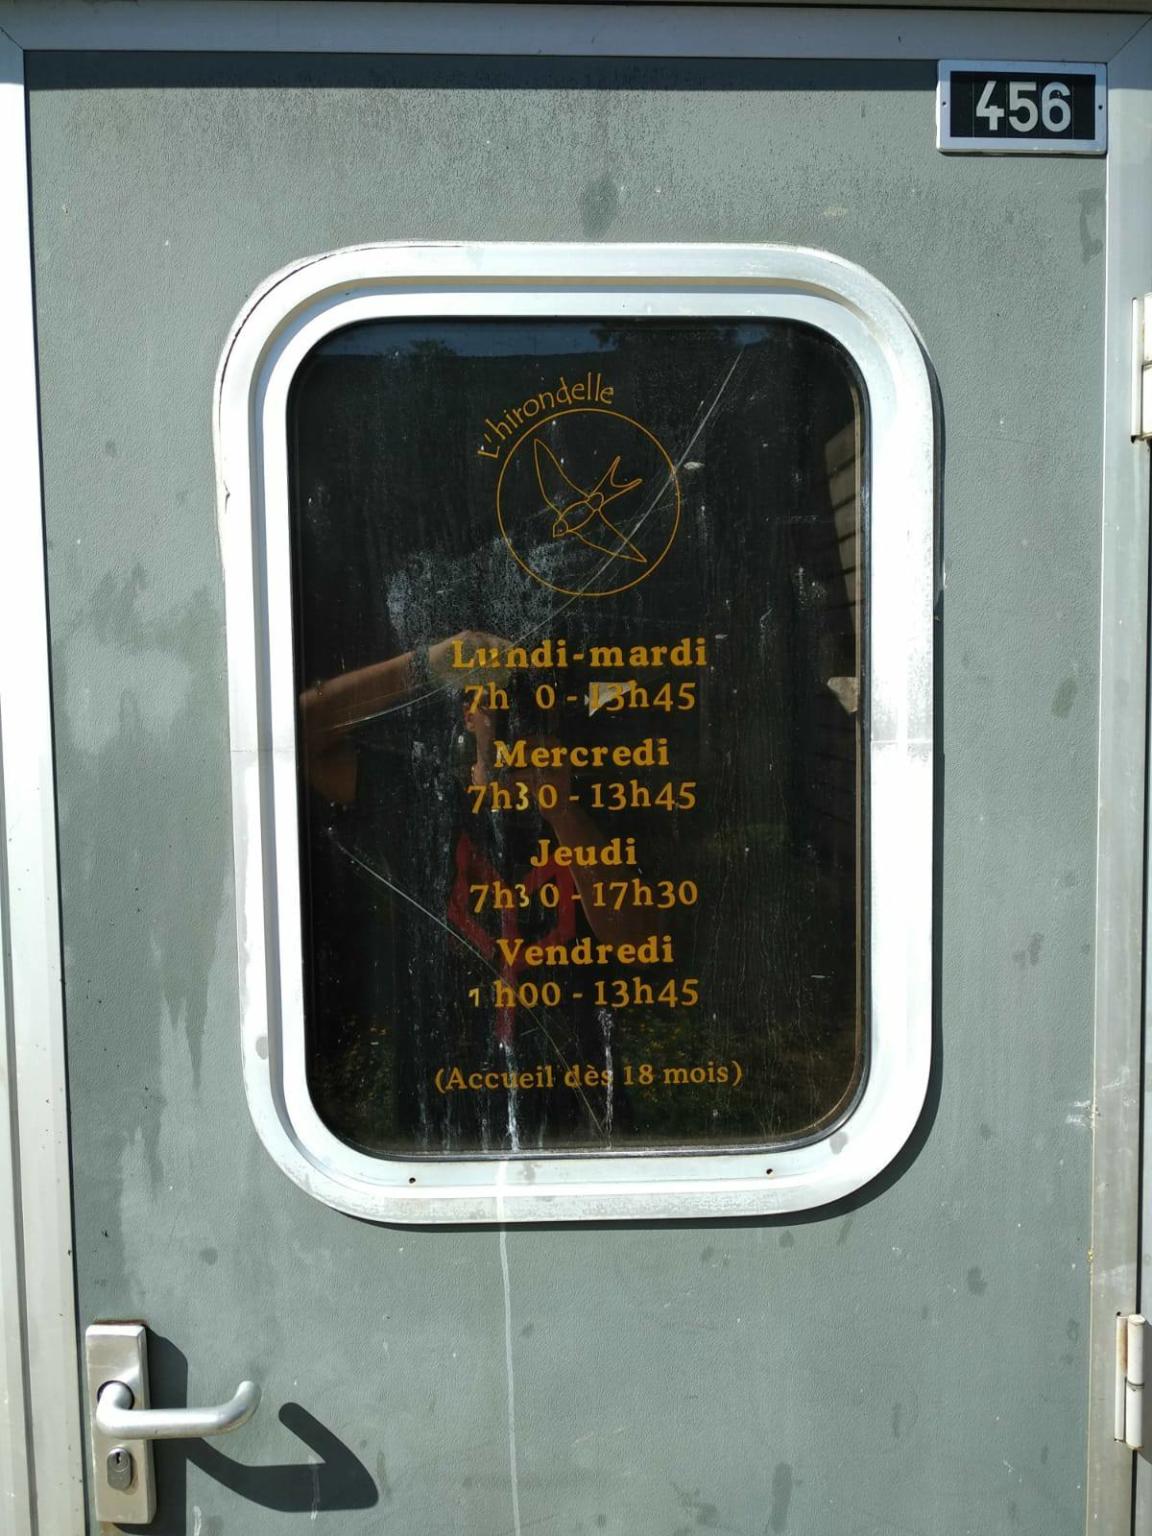 456
L'hirondelle
Lundi-mardi
7h 0 - 13h45
Mercredi
7h30 - 13h45
Jeudi
7h30 - 17h30
Vendredi
h00 - 13h45
(Accueil dès 18 mois)